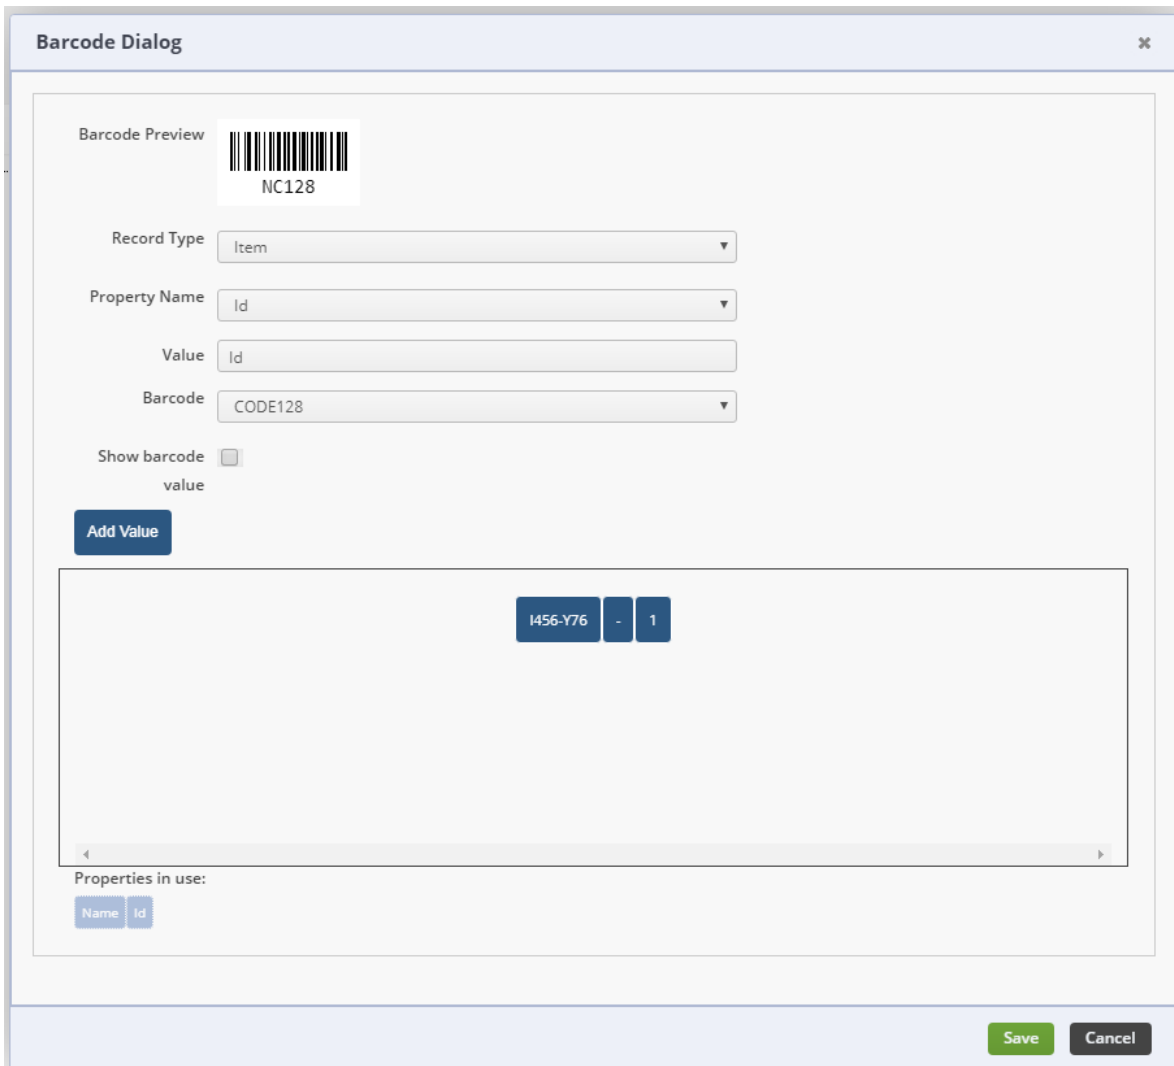 Barcode Dialog
Barcode Preview
NC128
Record Type Item
Property Name Id
Value Id
Barcode CODE128
Show barcode
value
Add Value
I456-Y76 - 1
Properties in use:
Name Id
Save Cancel